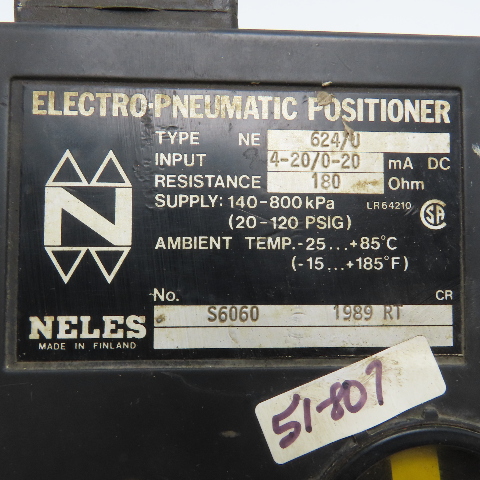 ELECTRO-PNEUMATIC POSITIONER
TYPE NE 624/U
INPUT 4-20/0-20 mA DC
RESISTANCE 180 Ohm
SUPPLY: 140-800 kPa LR 64210
(20-120 PSIG)
AMBIENT TEMP. -25...+85°C
(-15...+185°F)
No. CR
S6060 1989 RT
N
NELES
MADE IN FINLAND
51-807